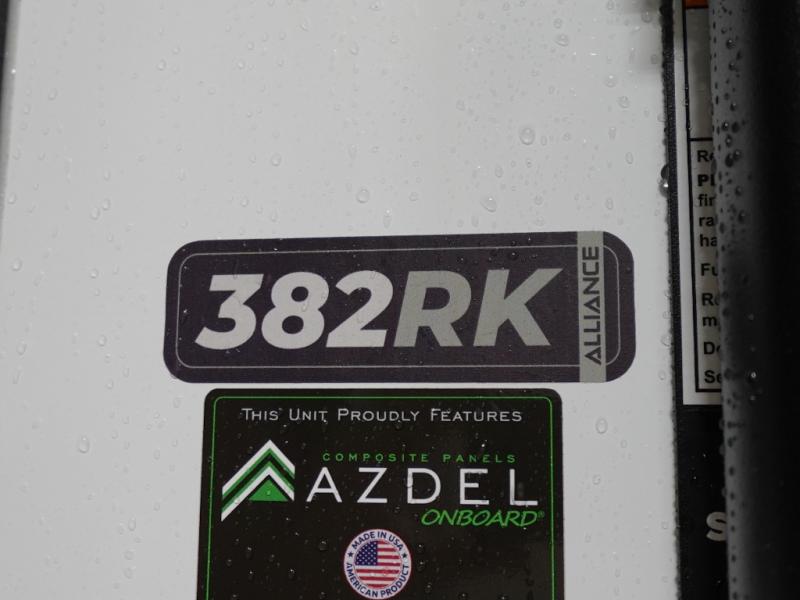 382RK
ALLIANCE
THIS UNIT PROUDLY FEATURES
COMPOSITE PANELS
AZDEL
ONBOARD®
MADE IN USA
AMERICAN PRODUCT